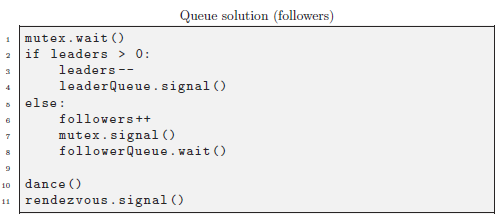 Queue solution (followers)
1 mutex.wait()
2 if leaders > 0:
3     leaders--
4     leaderQueue.signal()
5 else:
6     followers++
7     mutex.signal()
8     followerQueue.wait()
9
10 dance()
11 rendezvous.signal()